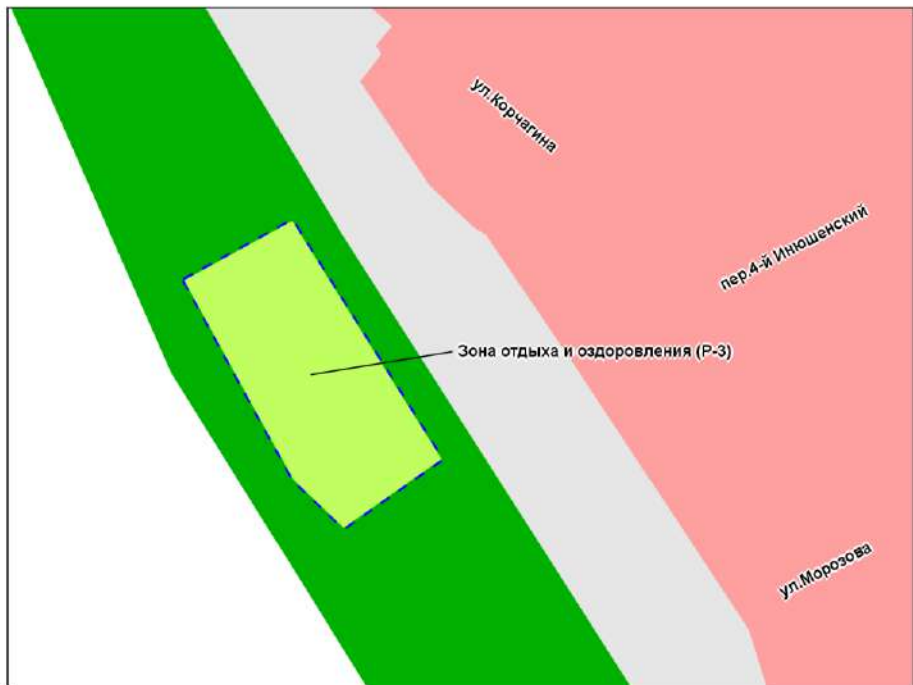 ул.Корчагина
пер.4-й Инюшенский
Зона отдыха и оздоровления (Р-3)
ул.Морозова